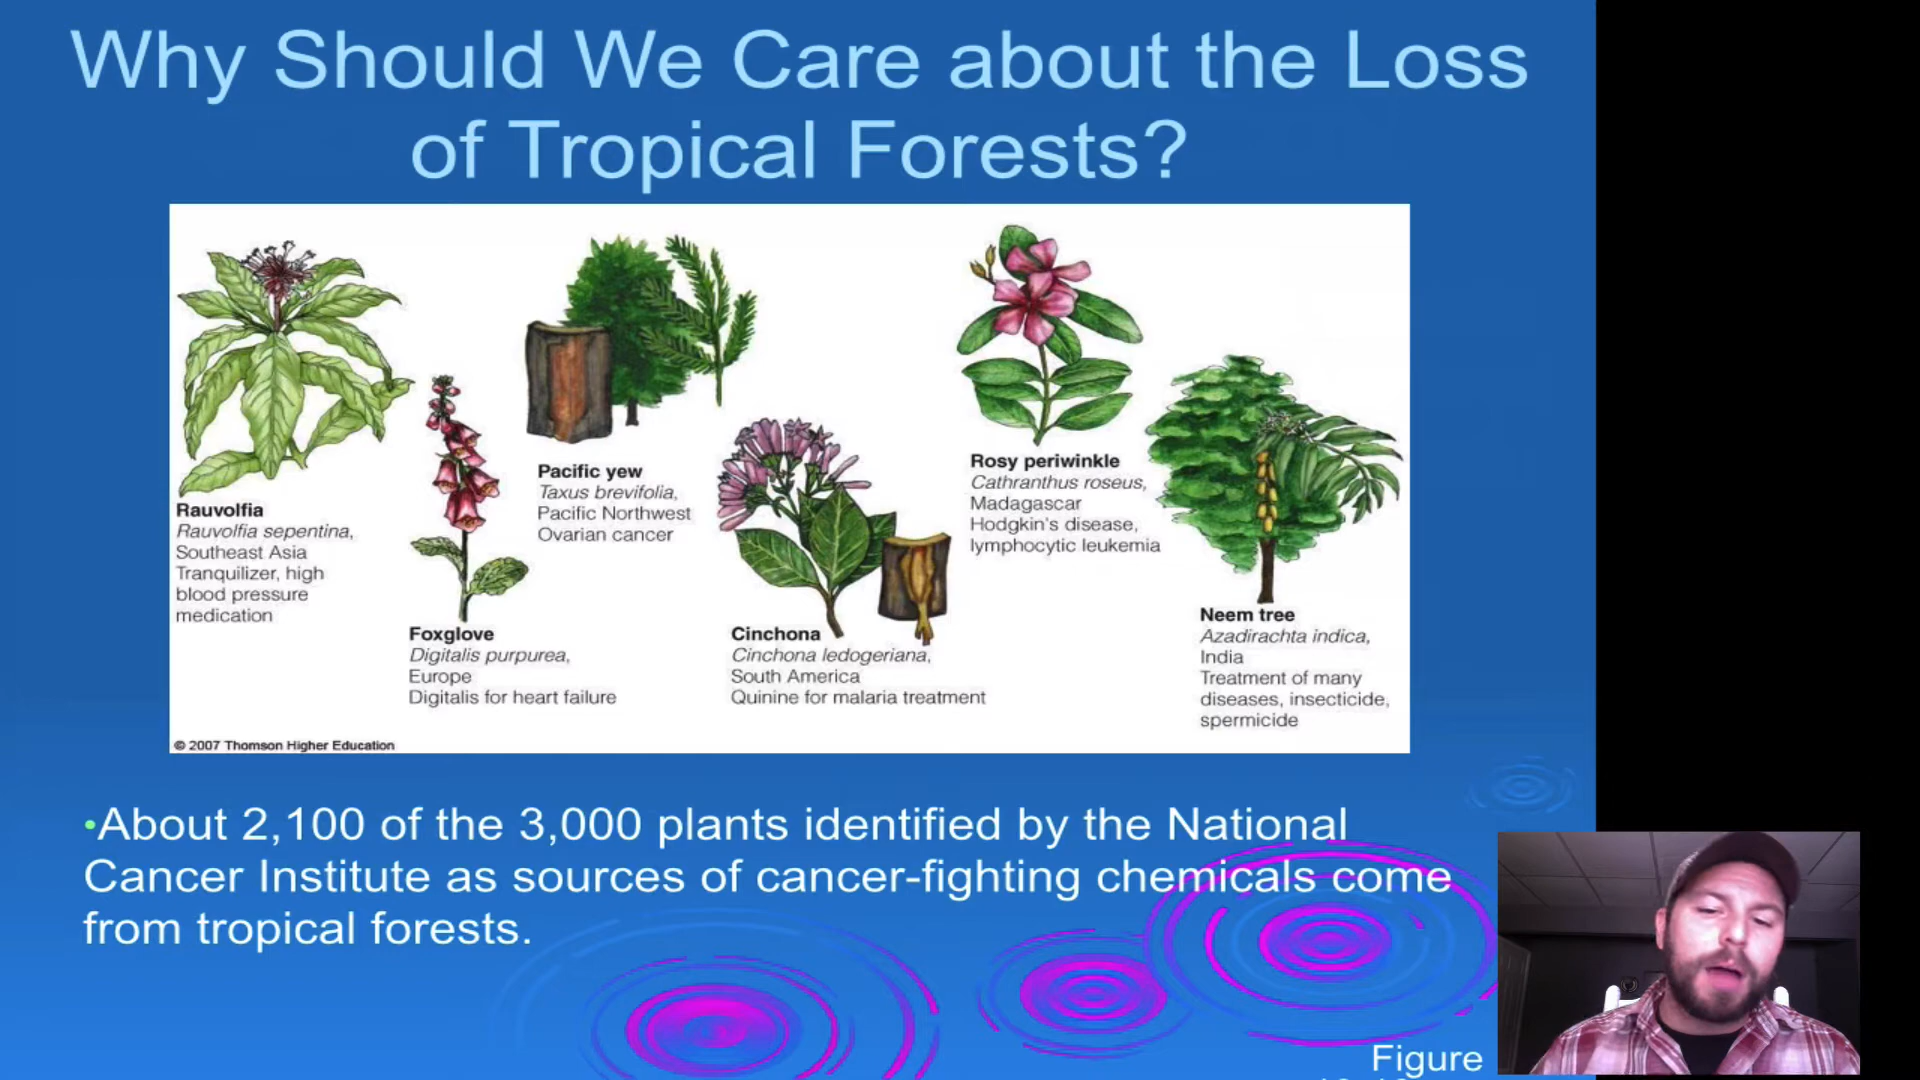 Why Should We Care about the Loss
of Tropical Forests?
Rauvolfia
Rauvolfia sepentina,
Southeast Asia
Tranquilizer, high
blood pressure
medication
Foxglove
Digitalis purpurea,
Europe
Digitalis for heart failure
Pacific yew
Taxus brevifolia,
Pacific Northwest
Ovarian cancer
Cinchona
Cinchona ledogeriana,
South America
Quinine for malaria treatment
Rosy periwinkle
Cathranthus roseus,
Madagascar
Hodgkin's disease,
lymphocytic leukemia
Neem tree
Azadirachta indica,
India
Treatment of many
diseases, insecticide,
spermicide
© 2007 Thomson Higher Education
•About 2,100 of the 3,000 plants identified by the National
Cancer Institute as sources of cancer-fighting chemicals come
from tropical forests.
Figure